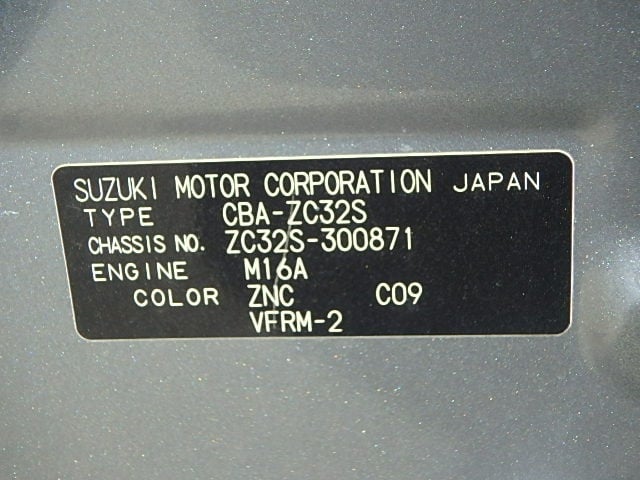 SUZUKI MOTOR CORPORATION JAPAN
TYPE CBA-ZC32S
CHASSIS NO. ZC32S-300871
ENGINE M16A
COLOR ZNC C09
VFRM-2